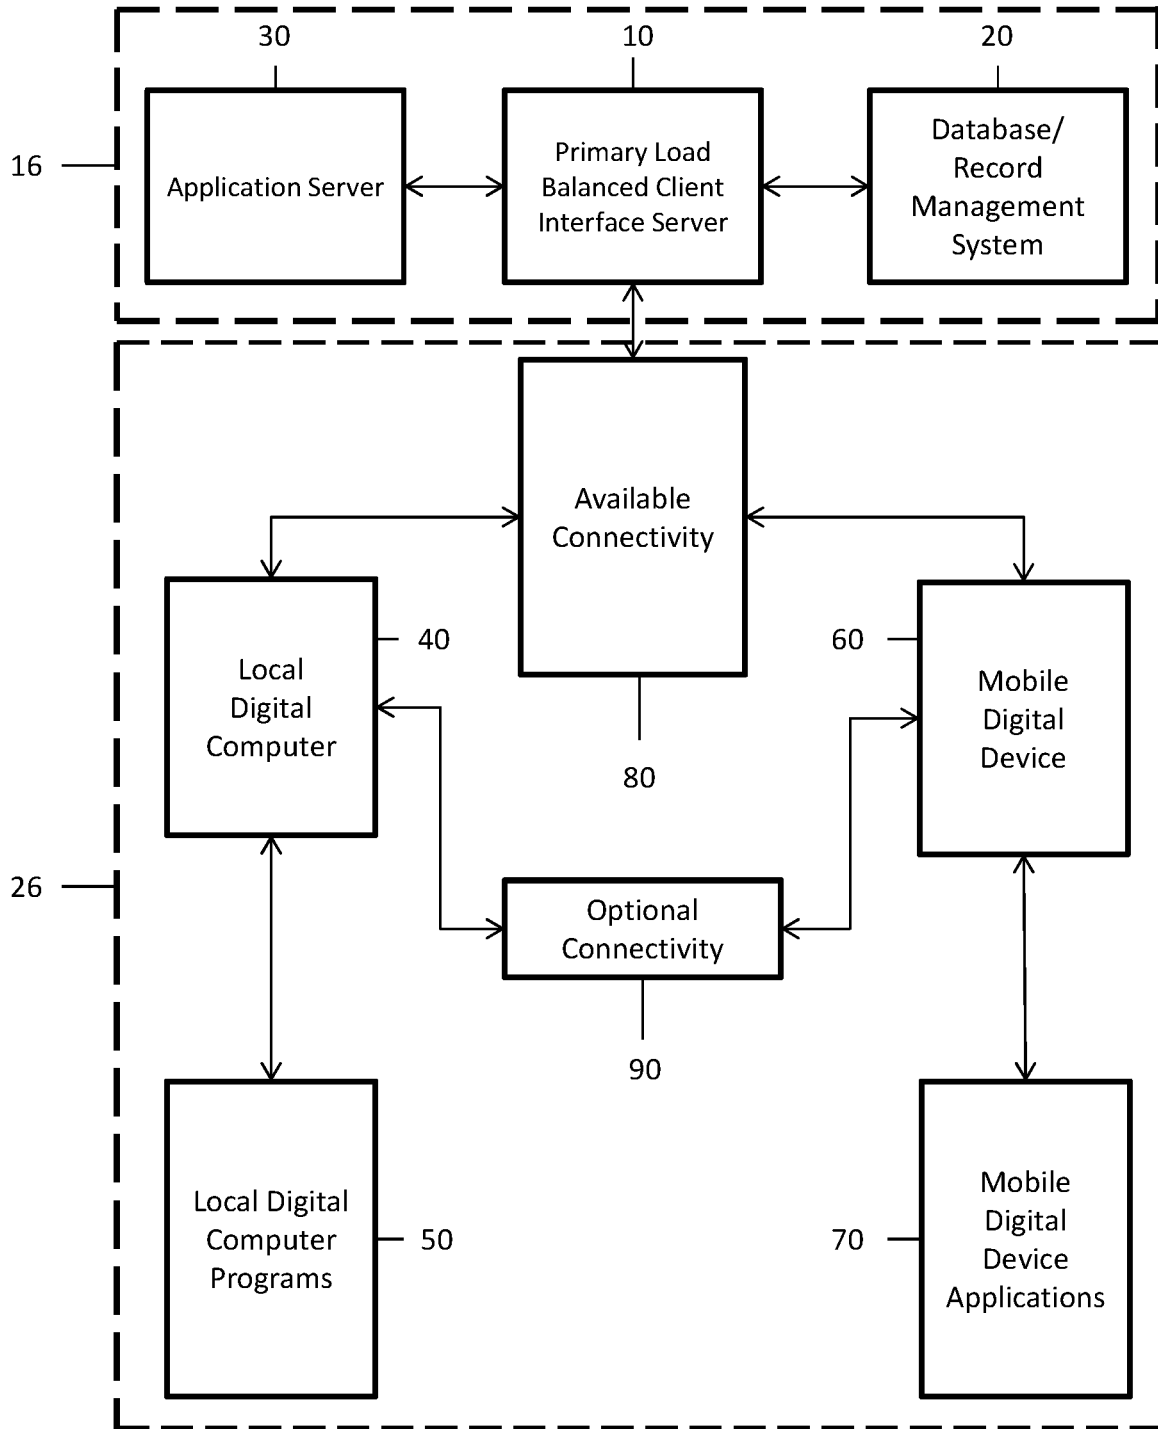 30
10
20
16
Application Server
Primary Load
Balanced Client
Interface Server
Database/
Record
Management
System
Available
Connectivity
80
Local
Digital
Computer
40
60
Mobile
Digital
Device
26
Optional
Connectivity
90
Local Digital
Computer
Programs
50
70
Mobile
Digital
Device
Applications